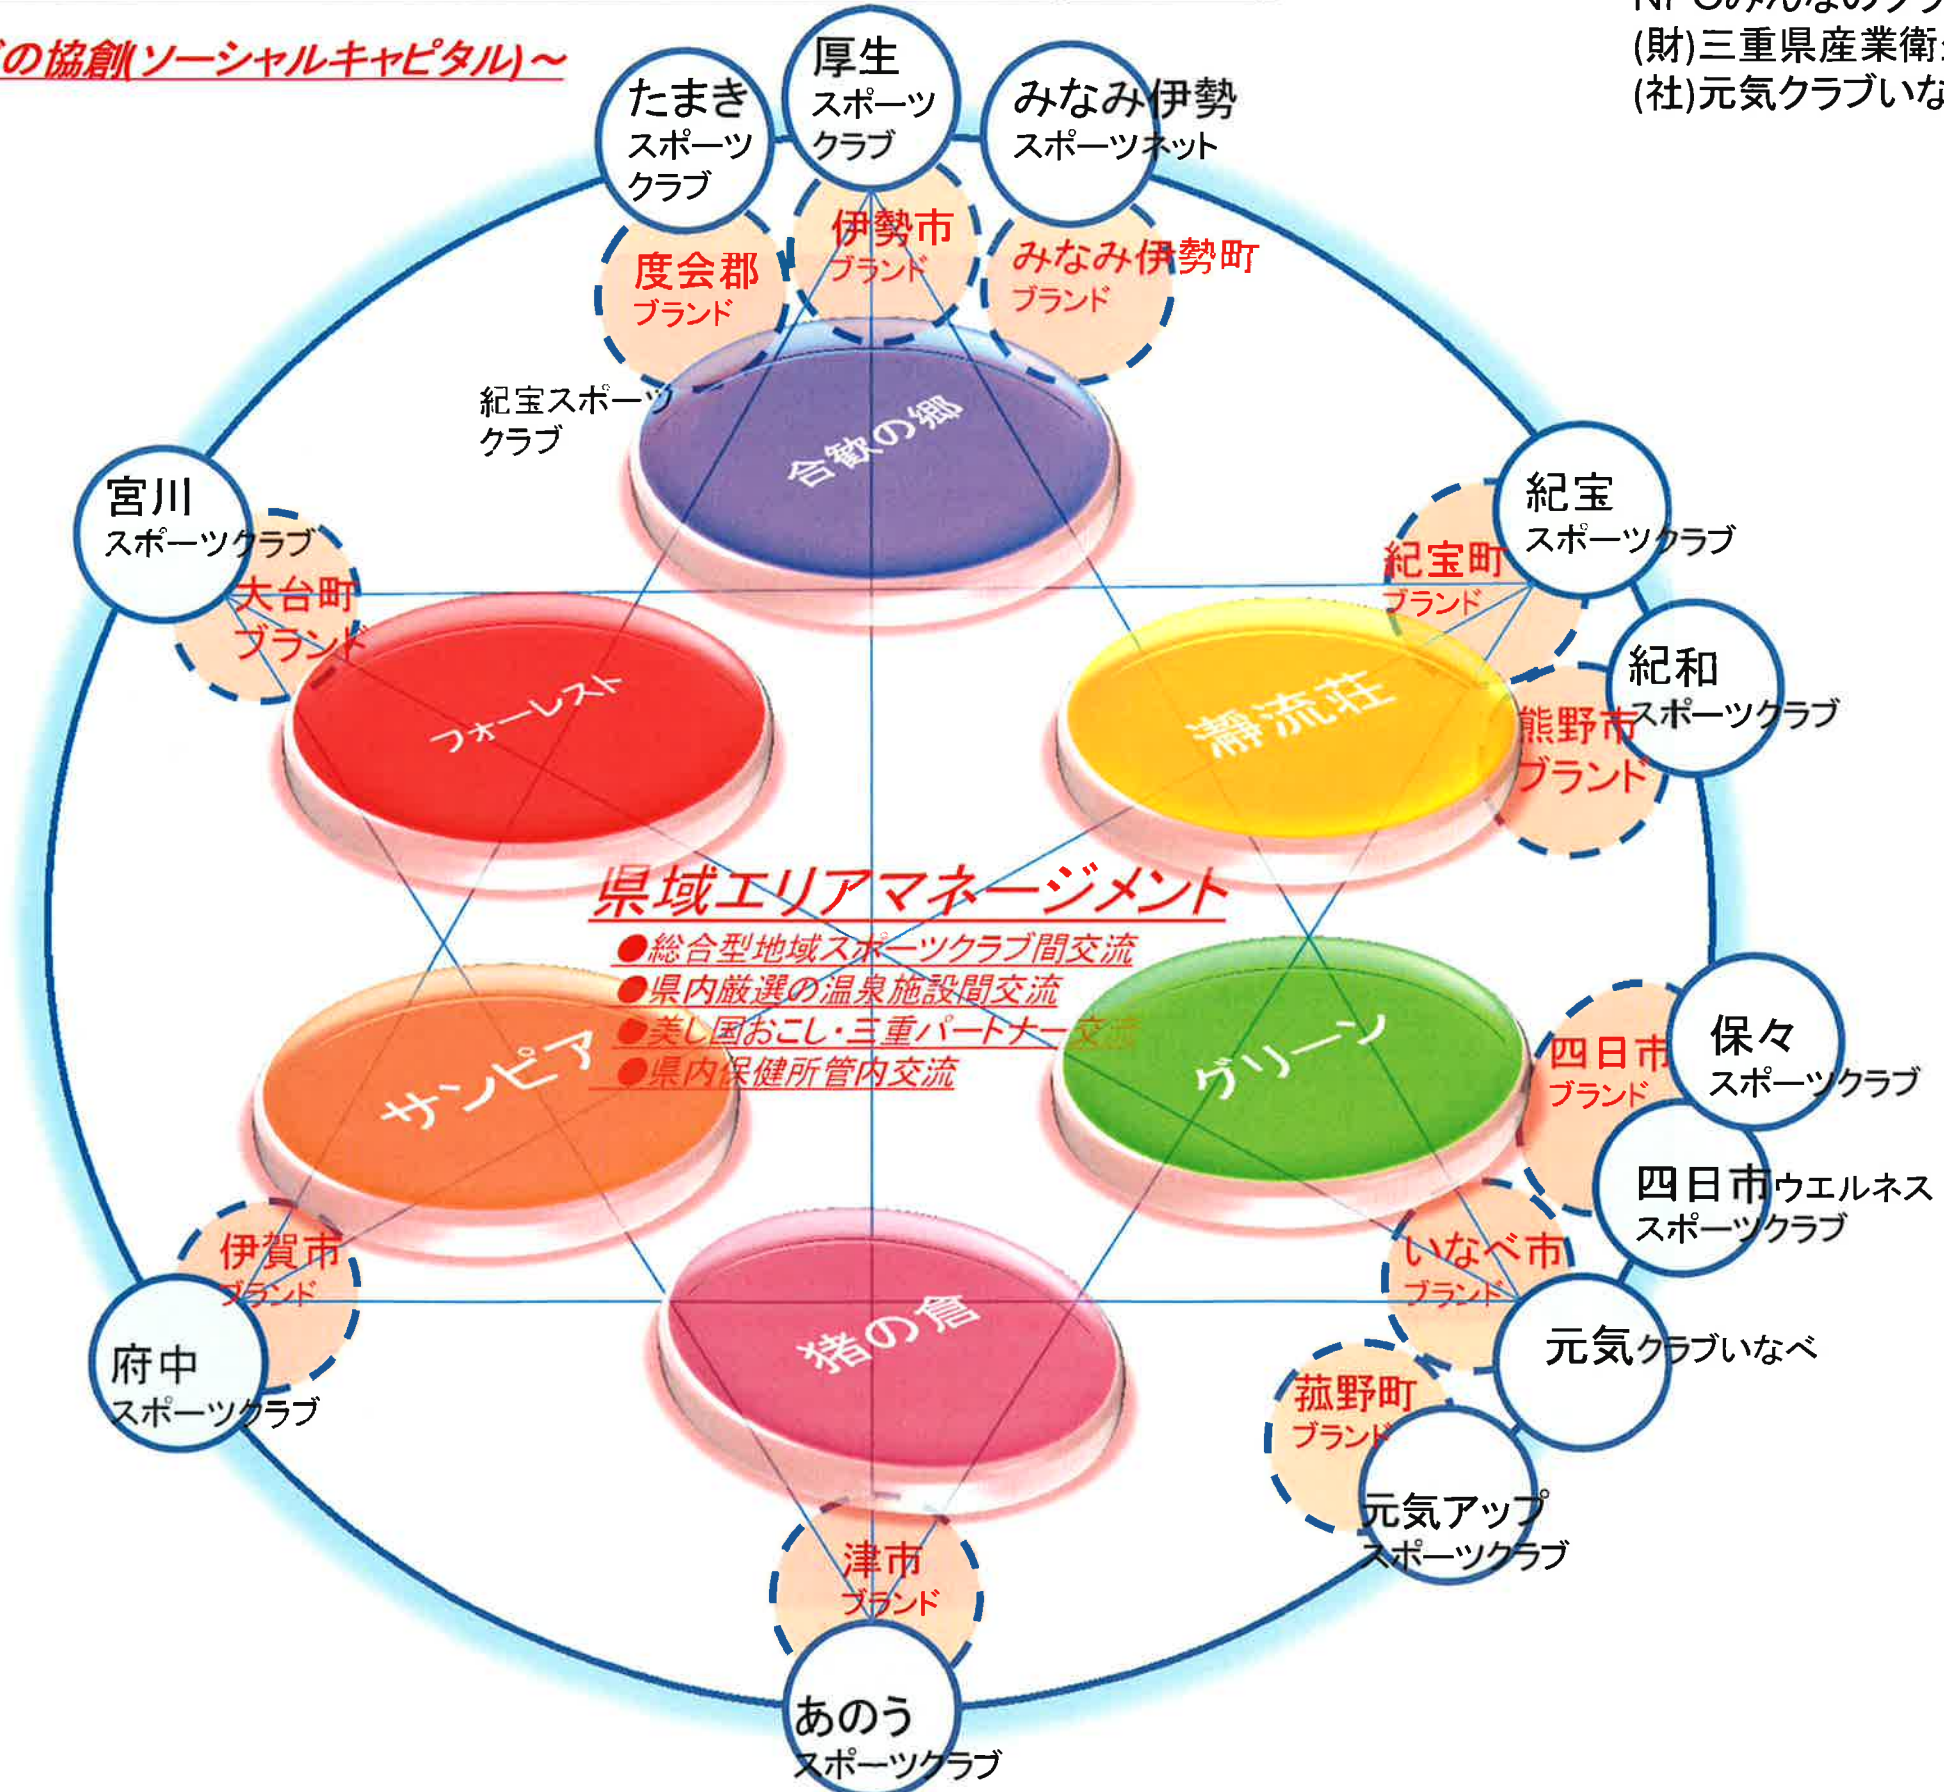 の協創(ソーシャルキャピタル)～
(財)三重県産業衛
(社)元気クラブいな
たまき
スポーツ
クラブ
厚生
スポーツ
クラブ
みなみ伊勢
スポーツネット
度会郡
ブランド
伊勢市
ブランド
みなみ伊勢町
ブランド
紀宝スポーツ
クラブ
合歓の郷
宮川
スポーツクラブ
大台町
ブランド
紀宝
スポーツクラブ
紀宝町
ブランド
紀和
スポーツクラブ
熊野市
ブランド
フォーレスト
瀞流荘
県域エリアマネージメント
●総合型地域スポーツクラブ間交流
●県内厳選の温泉施設間交流
●美し国おこし・三重パートナー交流
●県内保健所管内交流
サンピア
グリーン
四日市
ブランド
保々
スポーツクラブ
四日市ウエルネス
スポーツクラブ
いなべ市
ブランド
元気クラブいなべ
伊賀市
ブランド
府中
スポーツクラブ
猪の倉
菰野町
ブランド
元気アップ
スポーツクラブ
津市
ブランド
あのう
スポーツクラブ